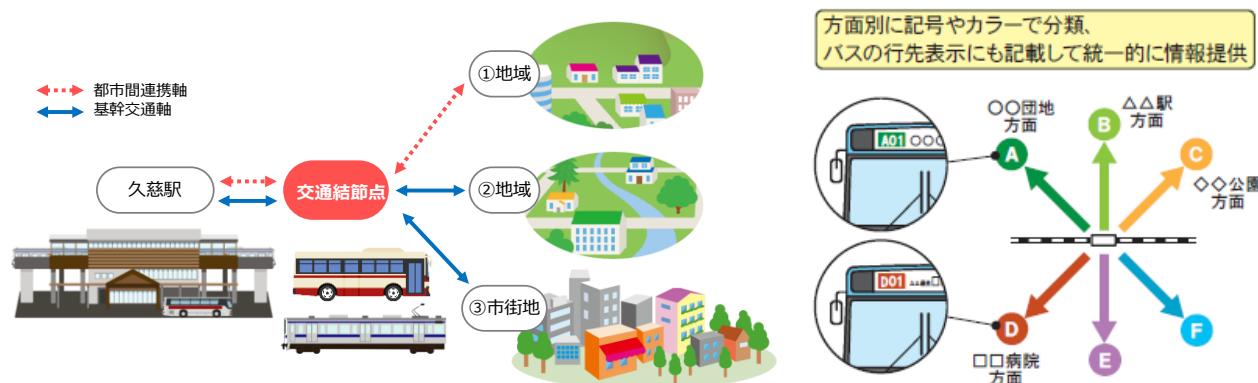 都市間連携軸
基幹交通軸
久慈駅
交通結節点
①地域
②地域
③市街地
方面別に記号やカラーで分類、
バスの行先表示にも記載して統一的に情報提供
A01 〇〇〇
D01
〇〇団地
方面
A
B
△△駅
方面
C
◇◇公園
方面
D
□□病院
方面
E
F